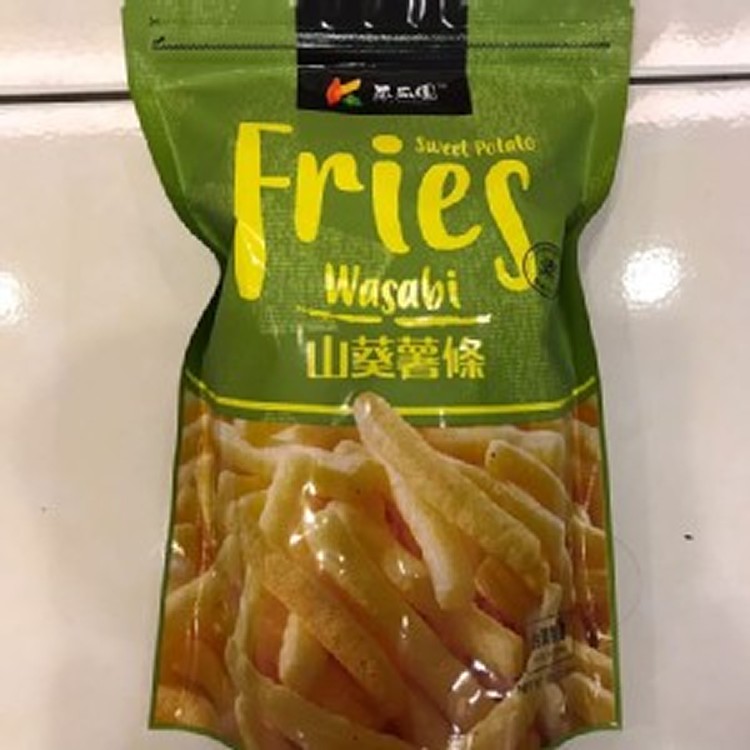 Sweet Potato
Fries
Wasabi
山葵薯條